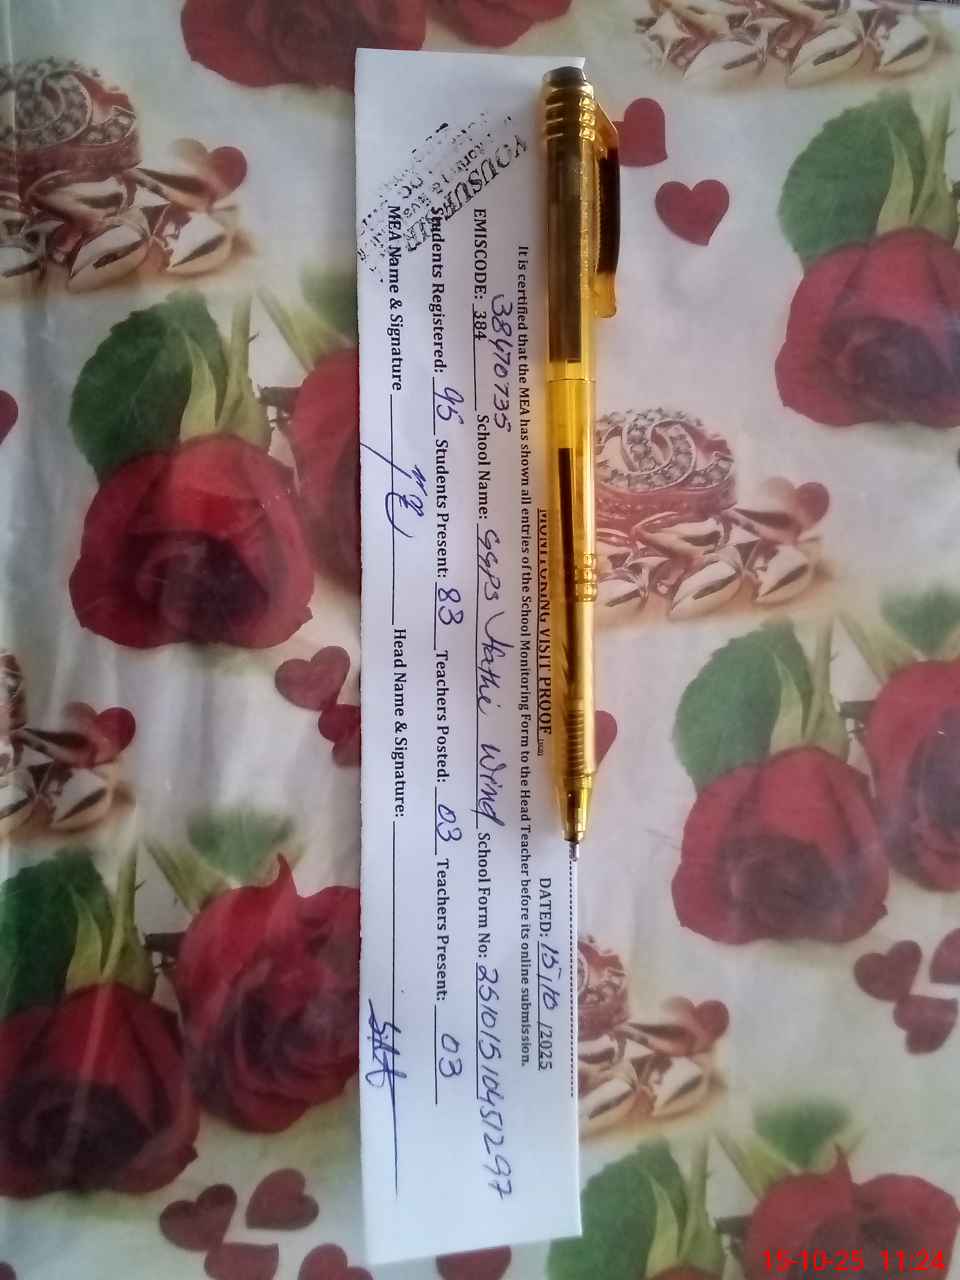 MONITORING VISIT PROOF
DATED: 15/10/2025
It is certified that the MEA has shown all entries of the School Monitoring Form to the Head Teacher before its online submission.
EMISCODE: 384 38470735 School Name: GGPS Wind School Form No: 25101510451297
Students Registered: 95 Students Present: 83 Teachers Posted: 03 Teachers Present: 03
MEA Name & Signature Head Name & Signature:
YOUSUF
15-10-25 11:24